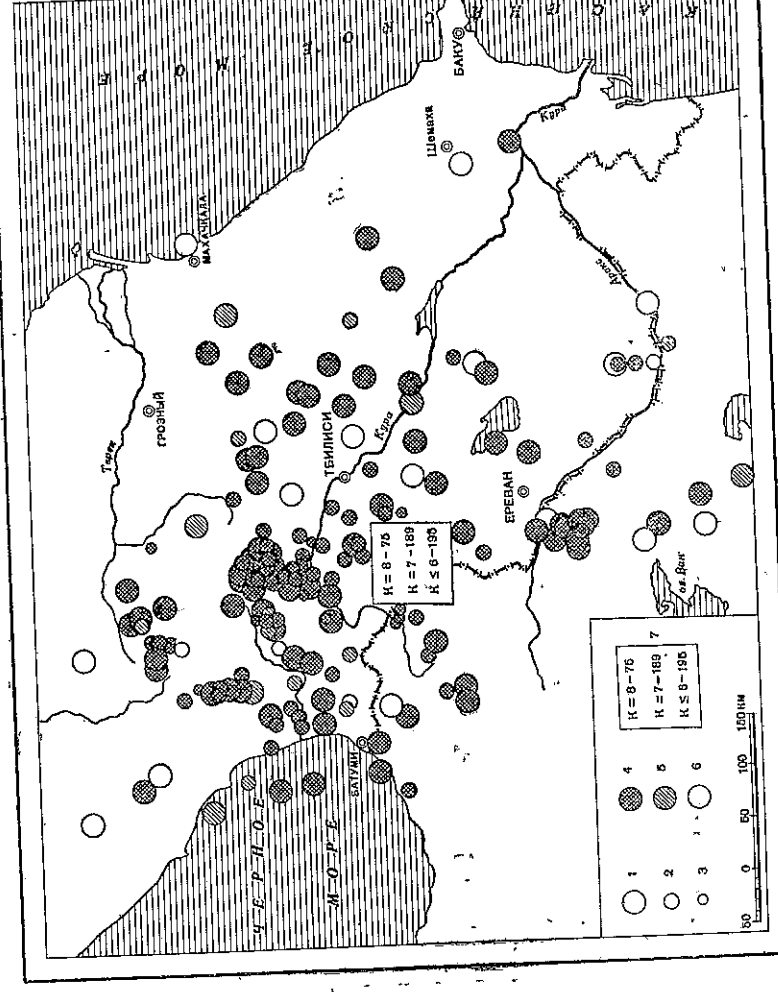 МОРЕ
БАКУ
Шемаха
Кура
МАХАЧКАЛА
Аракс
Терек
ГРОЗНЫЙ
ТБИЛИСИ
Кура
ЕРЕВАН
К = 8 – 75
К = 7 – 189
К ≤ 6 – 195
оз. Ван
БАТУМИ
ЧЕРНОЕ
МОРЕ
1
2
3
4
5
6
К = 8 – 75
К = 7 – 189
К ≤ 6 – 195
7
50 0 50 100 150 КМ